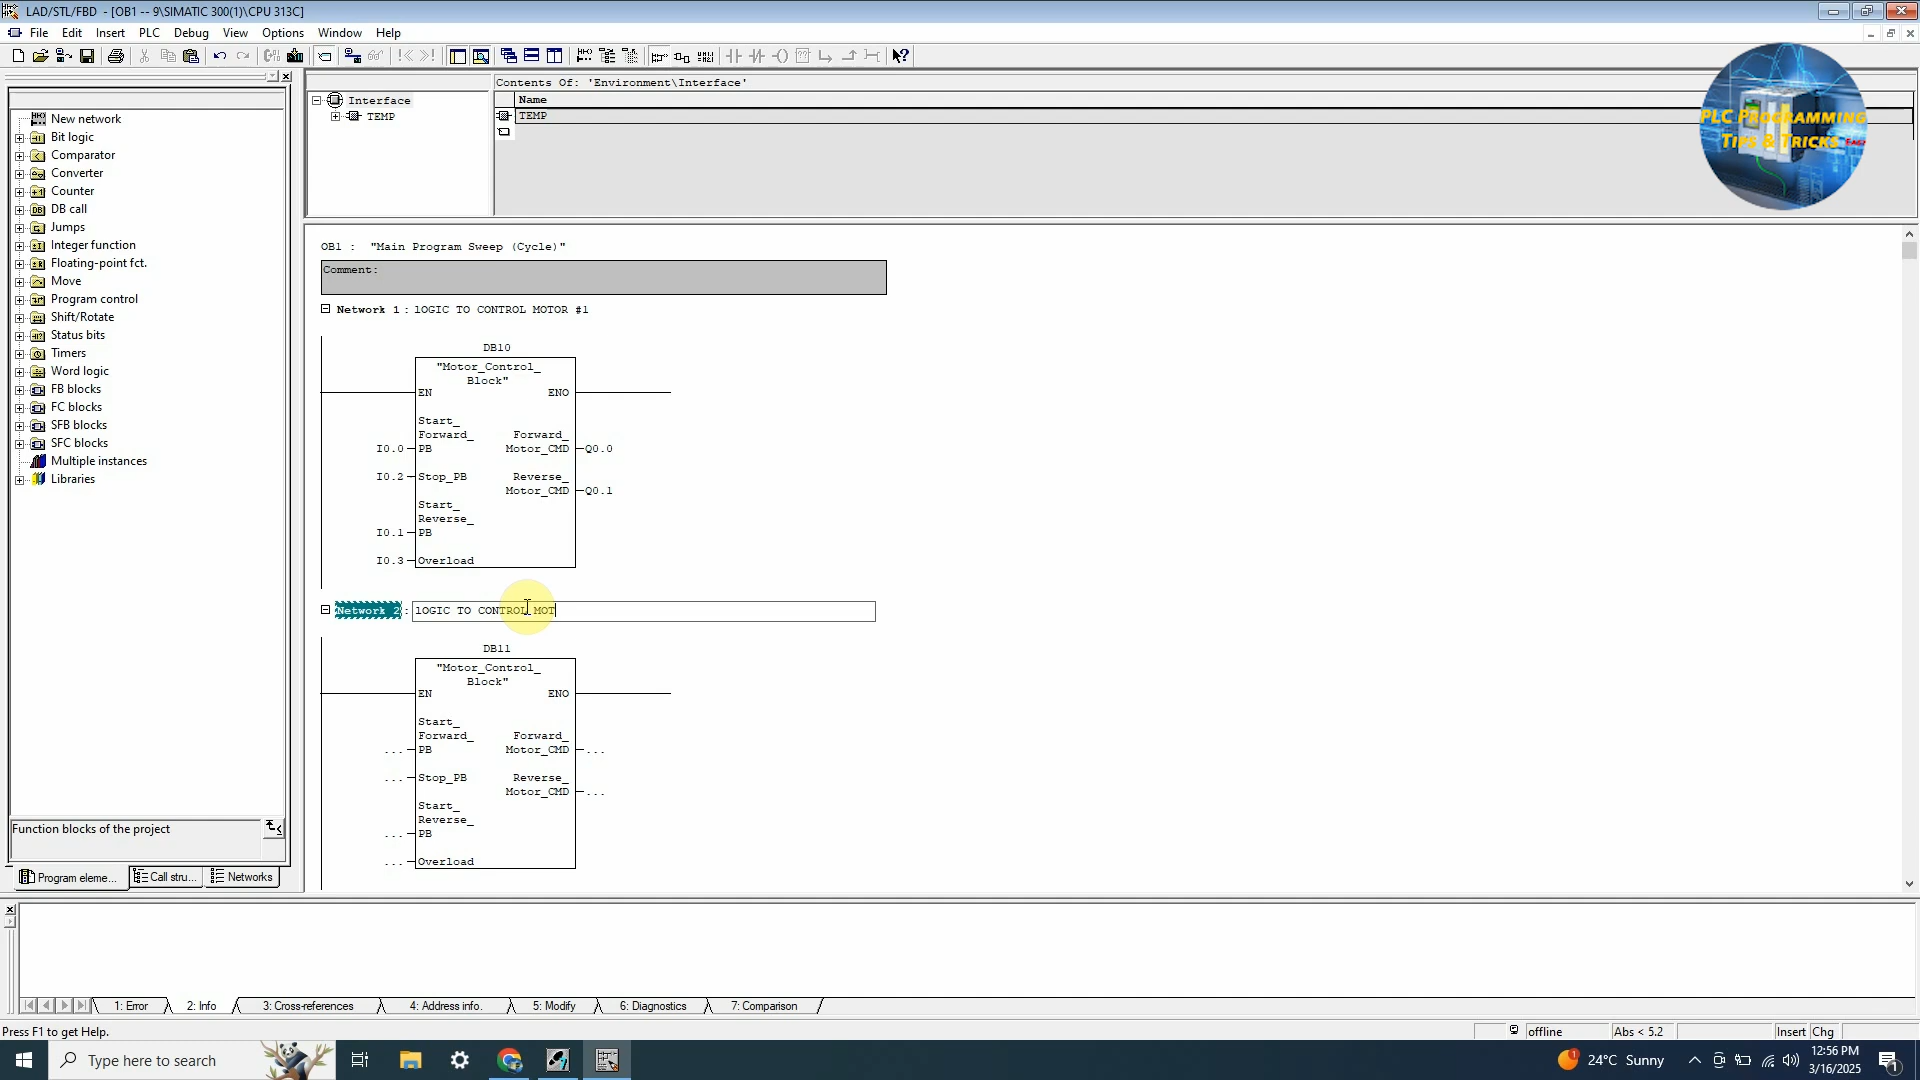 LAD/STL/FBD - [OB1 -- 9\SIMATIC 300(1)\CPU 313C]
File Edit Insert PLC Debug View Options Window Help
New network
Bit logic
Comparator
Converter
Counter
DB call
Jumps
Integer function
Floating-point fct.
Move
Program control
Shift/Rotate
Status bits
Timers
Word logic
FB blocks
FC blocks
SFB blocks
SFC blocks
Multiple instances
Libraries
Function blocks of the project
Program eleme... Call stru... Networks
Interface
TEMP
Contents Of: 'Environment\Interface'
Name
TEMP
PLC PROGRAMMING
TIPS & TRICKS EASY
OB1 : "Main Program Sweep (Cycle)"
Comment:
Network 1 : lOGIC TO CONTROL MOTOR #1
DB10
"Motor_Control_
Block"
EN ENO
Start_
Forward_ Forward_
I0.0 PB Motor_CMD Q0.0
I0.2 Stop_PB Reverse_
Motor_CMD Q0.1
Start_
Reverse_
I0.1 PB
I0.3 Overload
Network 2 : lOGIC TO CONTROL MOT
DB11
"Motor_Control_
Block"
EN ENO
Start_
Forward_ Forward_
... PB Motor_CMD ...
... Stop_PB Reverse_
Motor_CMD ...
Start_
Reverse_
... PB
... Overload
1: Error 2: Info 3: Cross-references 4: Address info. 5: Modify 6: Diagnostics 7: Comparison
Press F1 to get Help. offline Abs < 5.2 Insert Chg
Type here to search
24°C Sunny
12:56 PM
3/16/2025